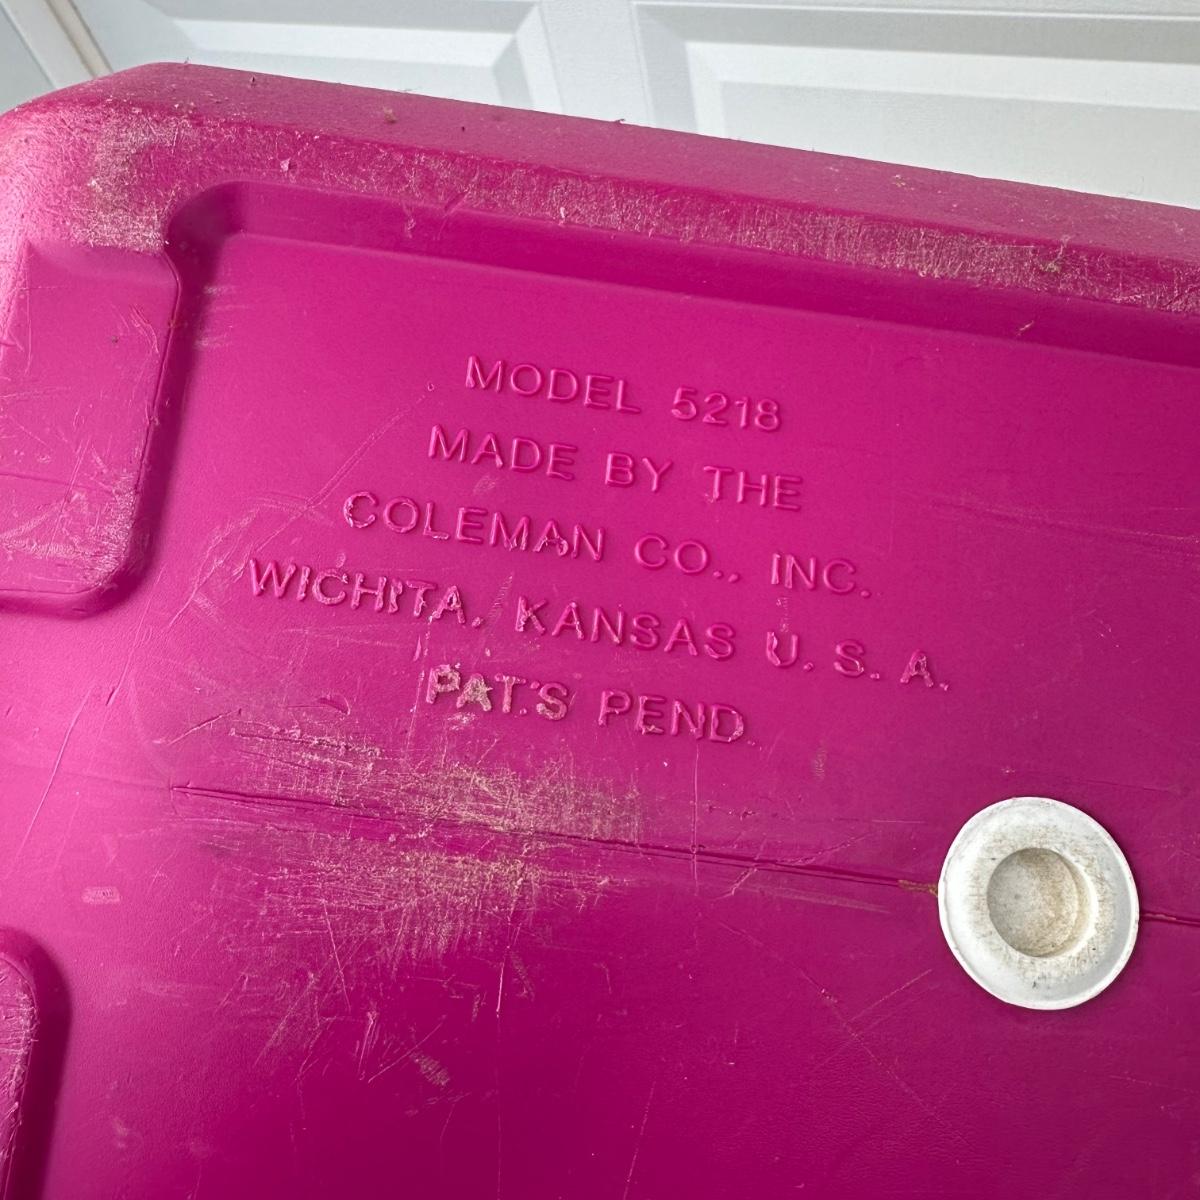 MODEL 5218
MADE BY THE
COLEMAN CO., INC.
WICHITA, KANSAS U.S.A.
PAT.'S PEND.